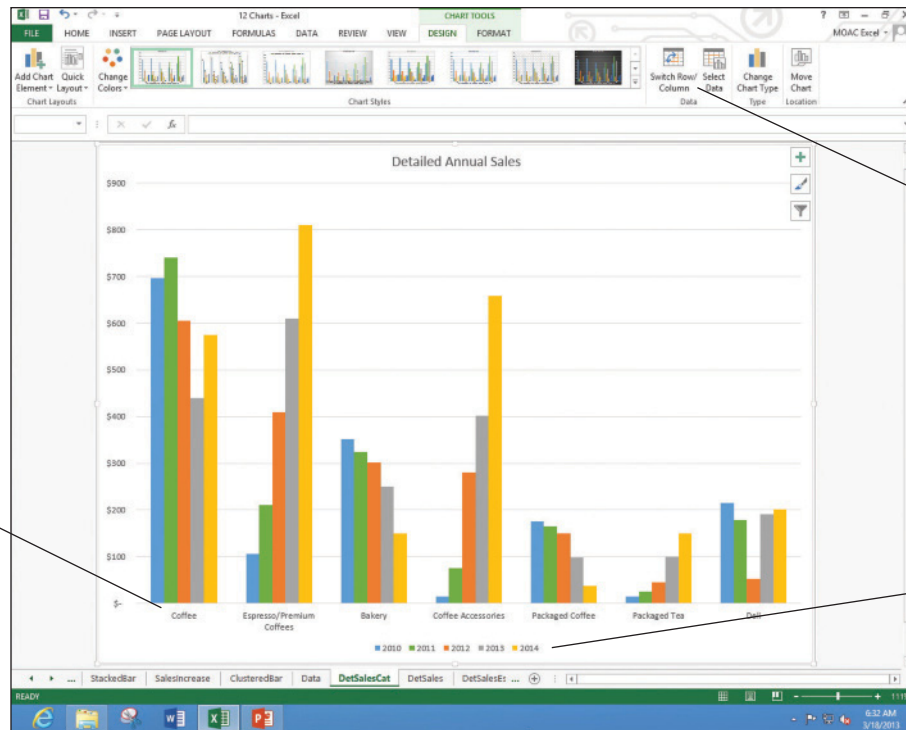 12 Charts - Excel
CHART TOOLS
FILE HOME INSERT PAGE LAYOUT FORMULAS DATA REVIEW VIEW DESIGN FORMAT
MOAC Excel
Add Chart Quick Change Switch Row/ Select Change Move
Element Layout Colors Column Data Chart Type Chart
Chart Layouts Chart Styles Data Type Location
fx
Detailed Annual Sales
$900
$800
$700
$600
$500
$400
$300
$200
$100
$-
Coffee Espresso/Premium Bakery Coffee Accessories Packaged Coffee Packaged Tea Deli
Coffees
2010 2011 2012 2013 2014
... StackedBar SalesIncrease ClusteredBar Data DetSalesCat DetSales ...
READY
6:32 AM
3/18/2013